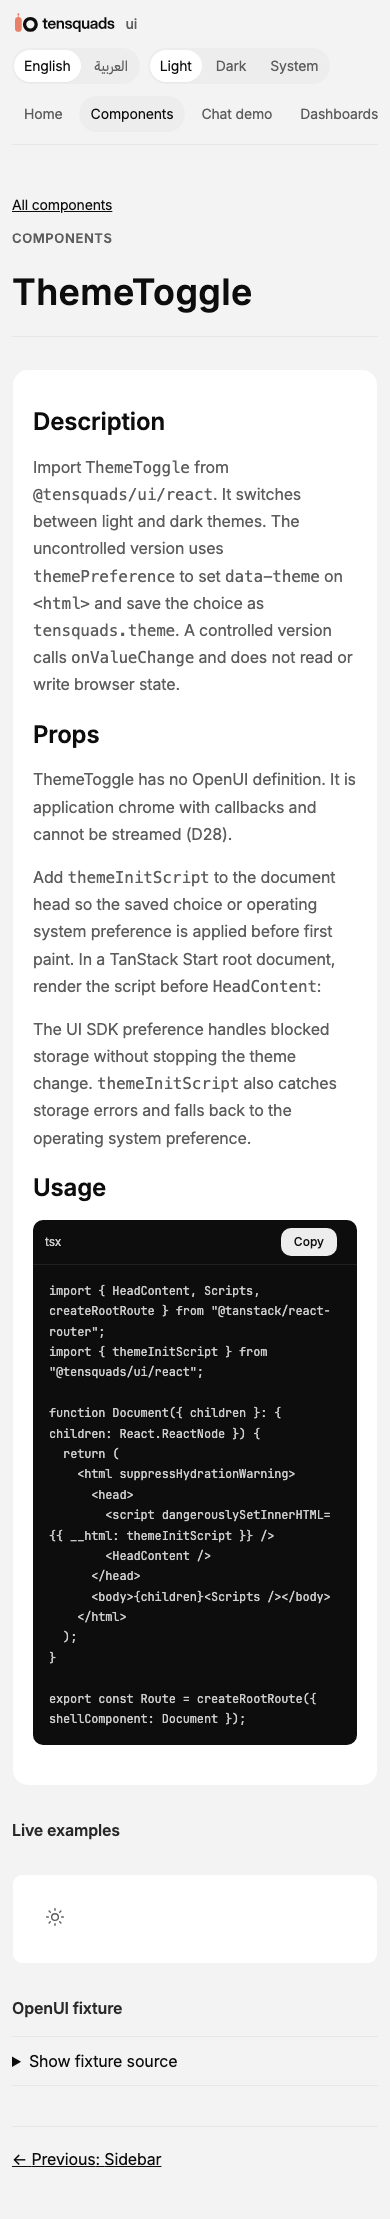 tensquads ui
English العربية Light Dark System
Home Components Chat demo Dashboards
All components
COMPONENTS
ThemeToggle
Description
Import ThemeToggle from
@tensquads/ui/react. It switches
between light and dark themes. The
uncontrolled version uses
themePreference to set data-theme on
<html> and save the choice as
tensquads.theme. A controlled version
calls onValueChange and does not read or
write browser state.
Props
ThemeToggle has no OpenUI definition. It is
application chrome with callbacks and
cannot be streamed (D28).
Add themeInitScript to the document
head so the saved choice or operating
system preference is applied before first
paint. In a TanStack Start root document,
render the script before HeadContent:
The UI SDK preference handles blocked
storage without stopping the theme
change. themeInitScript also catches
storage errors and falls back to the
operating system preference.
Usage
tsx Copy
import { HeadContent, Scripts,
createRootRoute } from "@tanstack/react-
router";
import { themeInitScript } from
"@tensquads/ui/react";
function Document({ children }: {
children: React.ReactNode }) {
  return (
    <html suppressHydrationWarning>
      <head>
        <script dangerouslySetInnerHTML=
{{ __html: themeInitScript }} />
        <HeadContent />
      </head>
      <body>{children}<Scripts /></body>
    </html>
  );
}
export const Route = createRootRoute({
shellComponent: Document });
Live examples
OpenUI fixture
▶ Show fixture source
← Previous: Sidebar